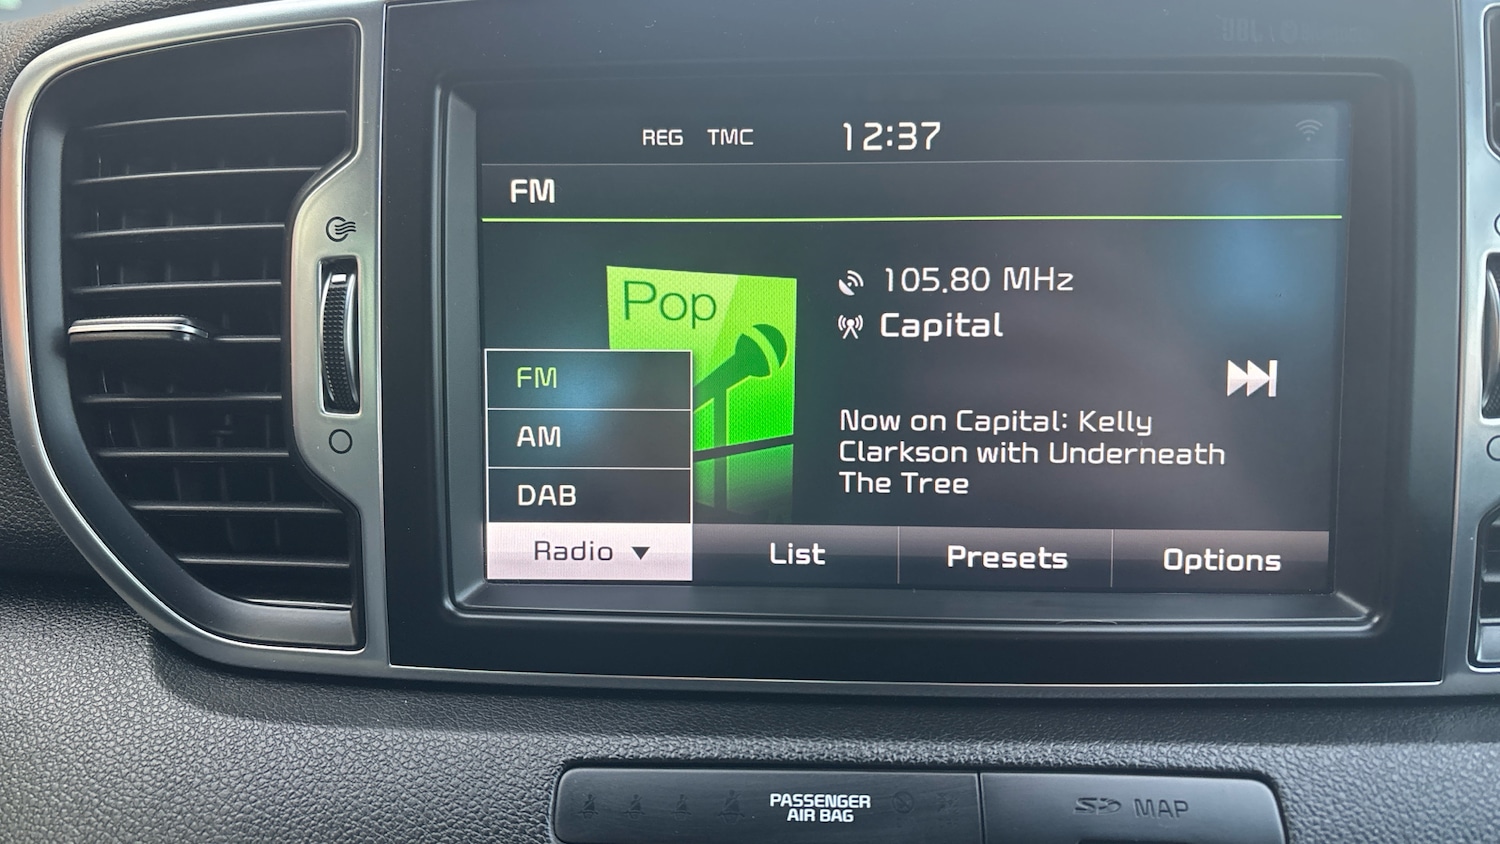 REG TMC 12:37
FM
Pop
105.80 MHz
Capital
FM
AM
DAB
Now on Capital: Kelly
Clarkson with Underneath
The Tree
Radio ▼ List Presets Options
PASSENGER
AIR BAG
SD MAP